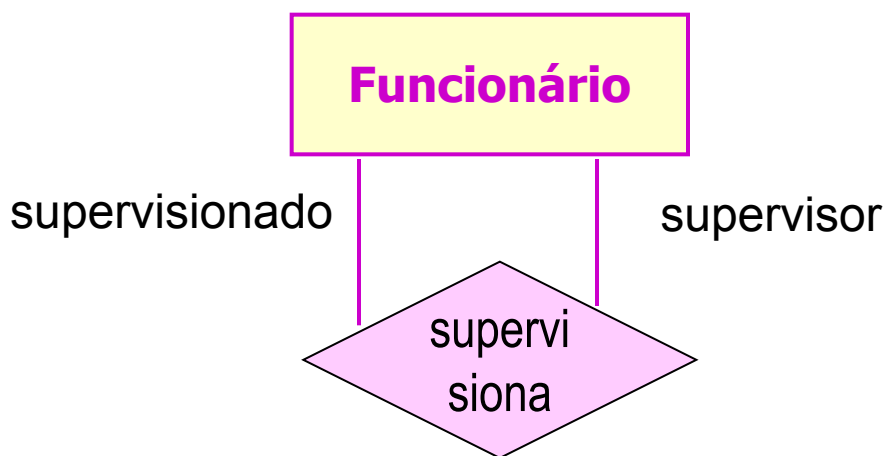 Funcionário
supervisionado
supervisor
supervi
siona